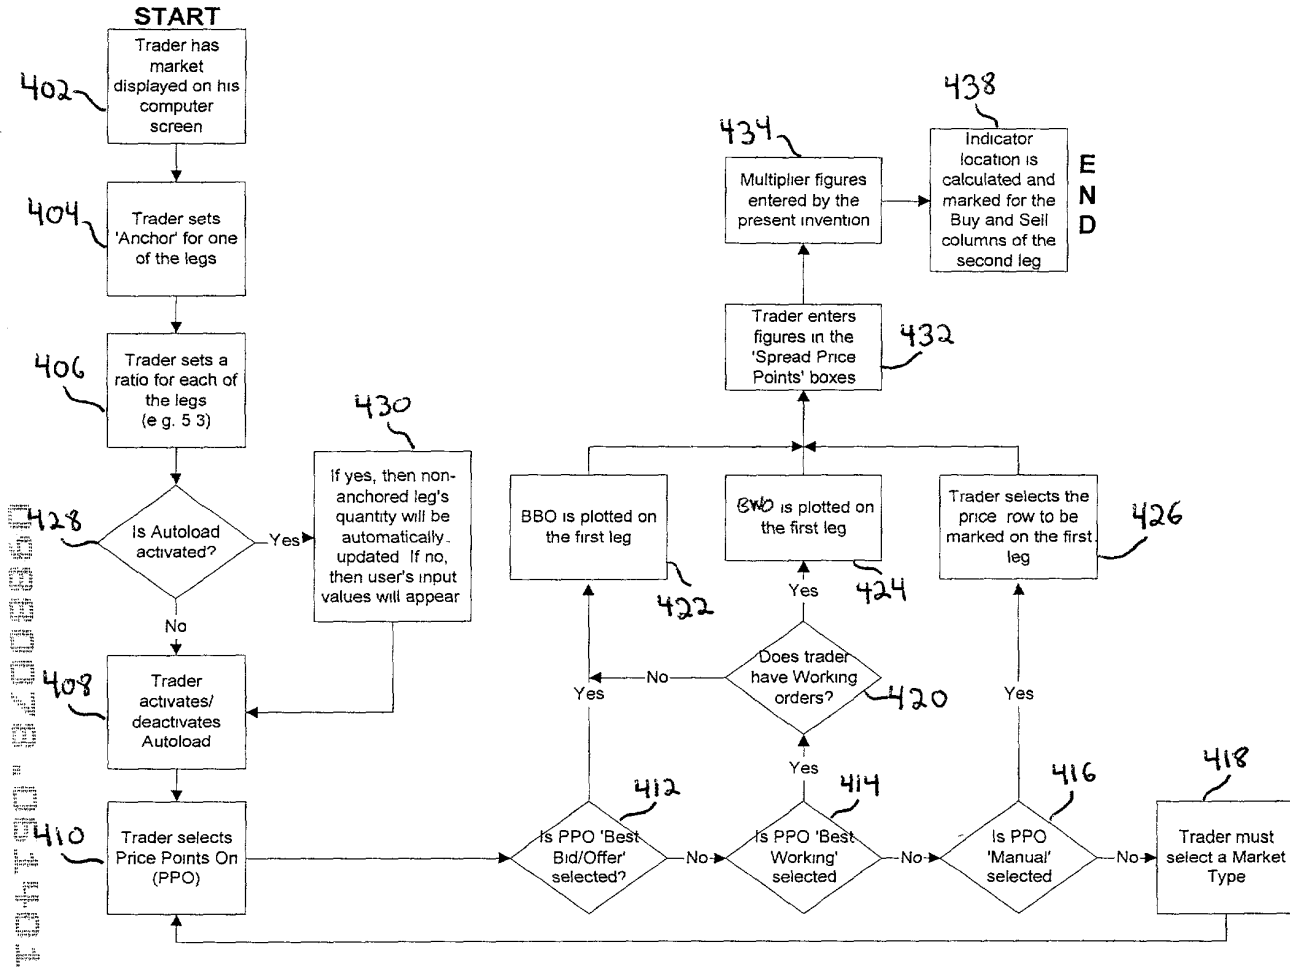 START
Trader has
market
displayed on his
computer
screen
402
Trader sets
'Anchor' for one
of the legs
404
Trader sets a
ratio for each of
the legs
(e g. 5 3)
406
Is Autoload
activated?
428
Yes
430
If yes, then non-
anchored leg's
quantity will be
automatically
updated If no,
then user's input
values will appear
No
Trader
activates/
deactivates
Autoload
408
Trader selects
Price Points On
(PPO)
410
Is PPO 'Best
Bid/Offer'
selected?
412
No
Is PPO 'Best
Working'
selected
414
No
Is PPO
'Manual'
selected
416
No
Trader must
select a Market
Type
418
Yes
Yes
Yes
Does trader
have Working
orders?
420
No
Yes
BBO is plotted on
the first leg
422
BWO is plotted on
the first leg
424
Trader selects the
price row to be
marked on the first
leg
426
Trader enters
figures in the
'Spread Price
Points' boxes
432
Multiplier figures
entered by the
present invention
434
Indicator
location is
calculated and
marked for the
Buy and Sell
columns of the
second leg
438
END
09880078.061401